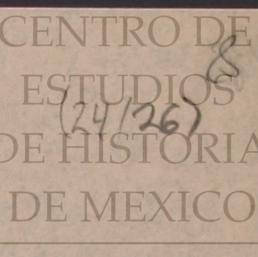 CENTRO DE
ESTUDIOS
(24/26)
DE HISTORIA
DE MEXICO